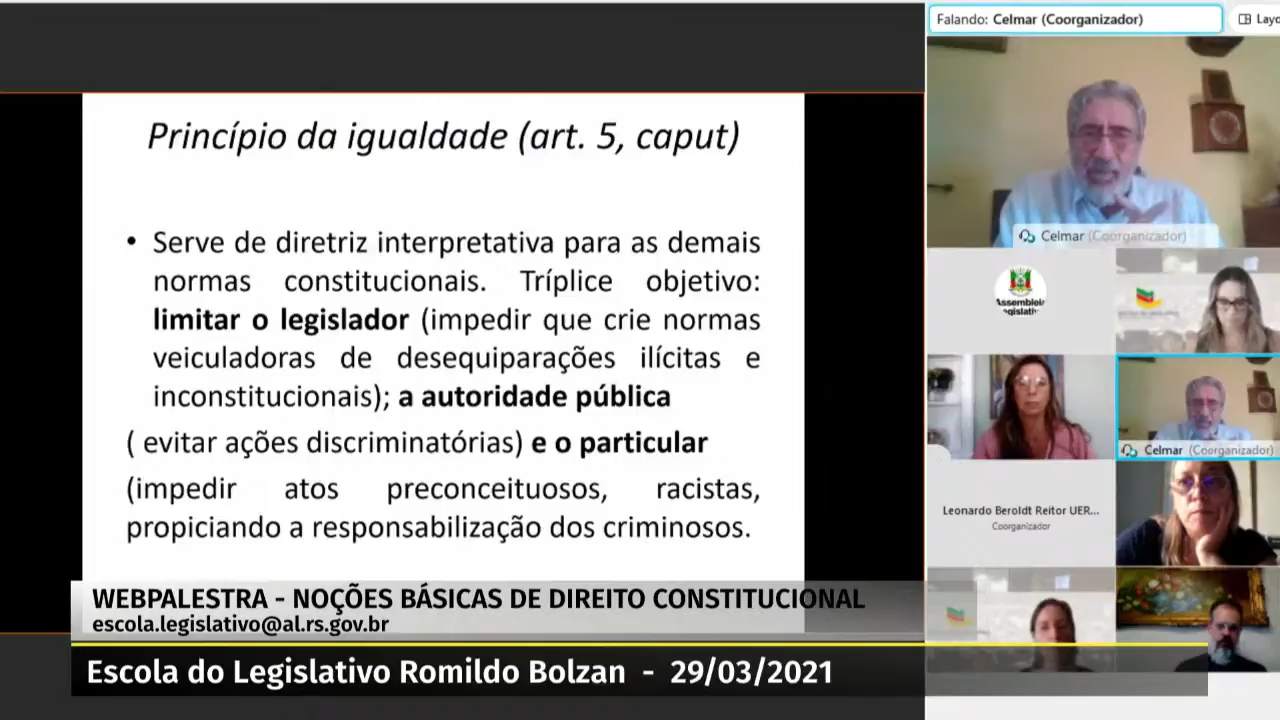 Falando: Celmar (Coorganizador)
Layo
Princípio da igualdade (art. 5, caput)
• Serve de diretriz interpretativa para as demais
normas constitucionais. Tríplice objetivo:
limitar o legislador (impedir que crie normas
veiculadoras de desequiparações ilícitas e
inconstitucionais); a autoridade pública
( evitar ações discriminatórias) e o particular
(impedir atos preconceituosos, racistas,
propiciando a responsabilização dos criminosos.
Celmar (Coorganizador)
Assembleia
Legislativ
Celmar (Coorganizador)
Leonardo Beroldt Reitor UER...
Coorganizador
WEBPALESTRA - NOÇÕES BÁSICAS DE DIREITO CONSTITUCIONAL
escola.legislativo@al.rs.gov.br
Escola do Legislativo Romildo Bolzan - 29/03/2021